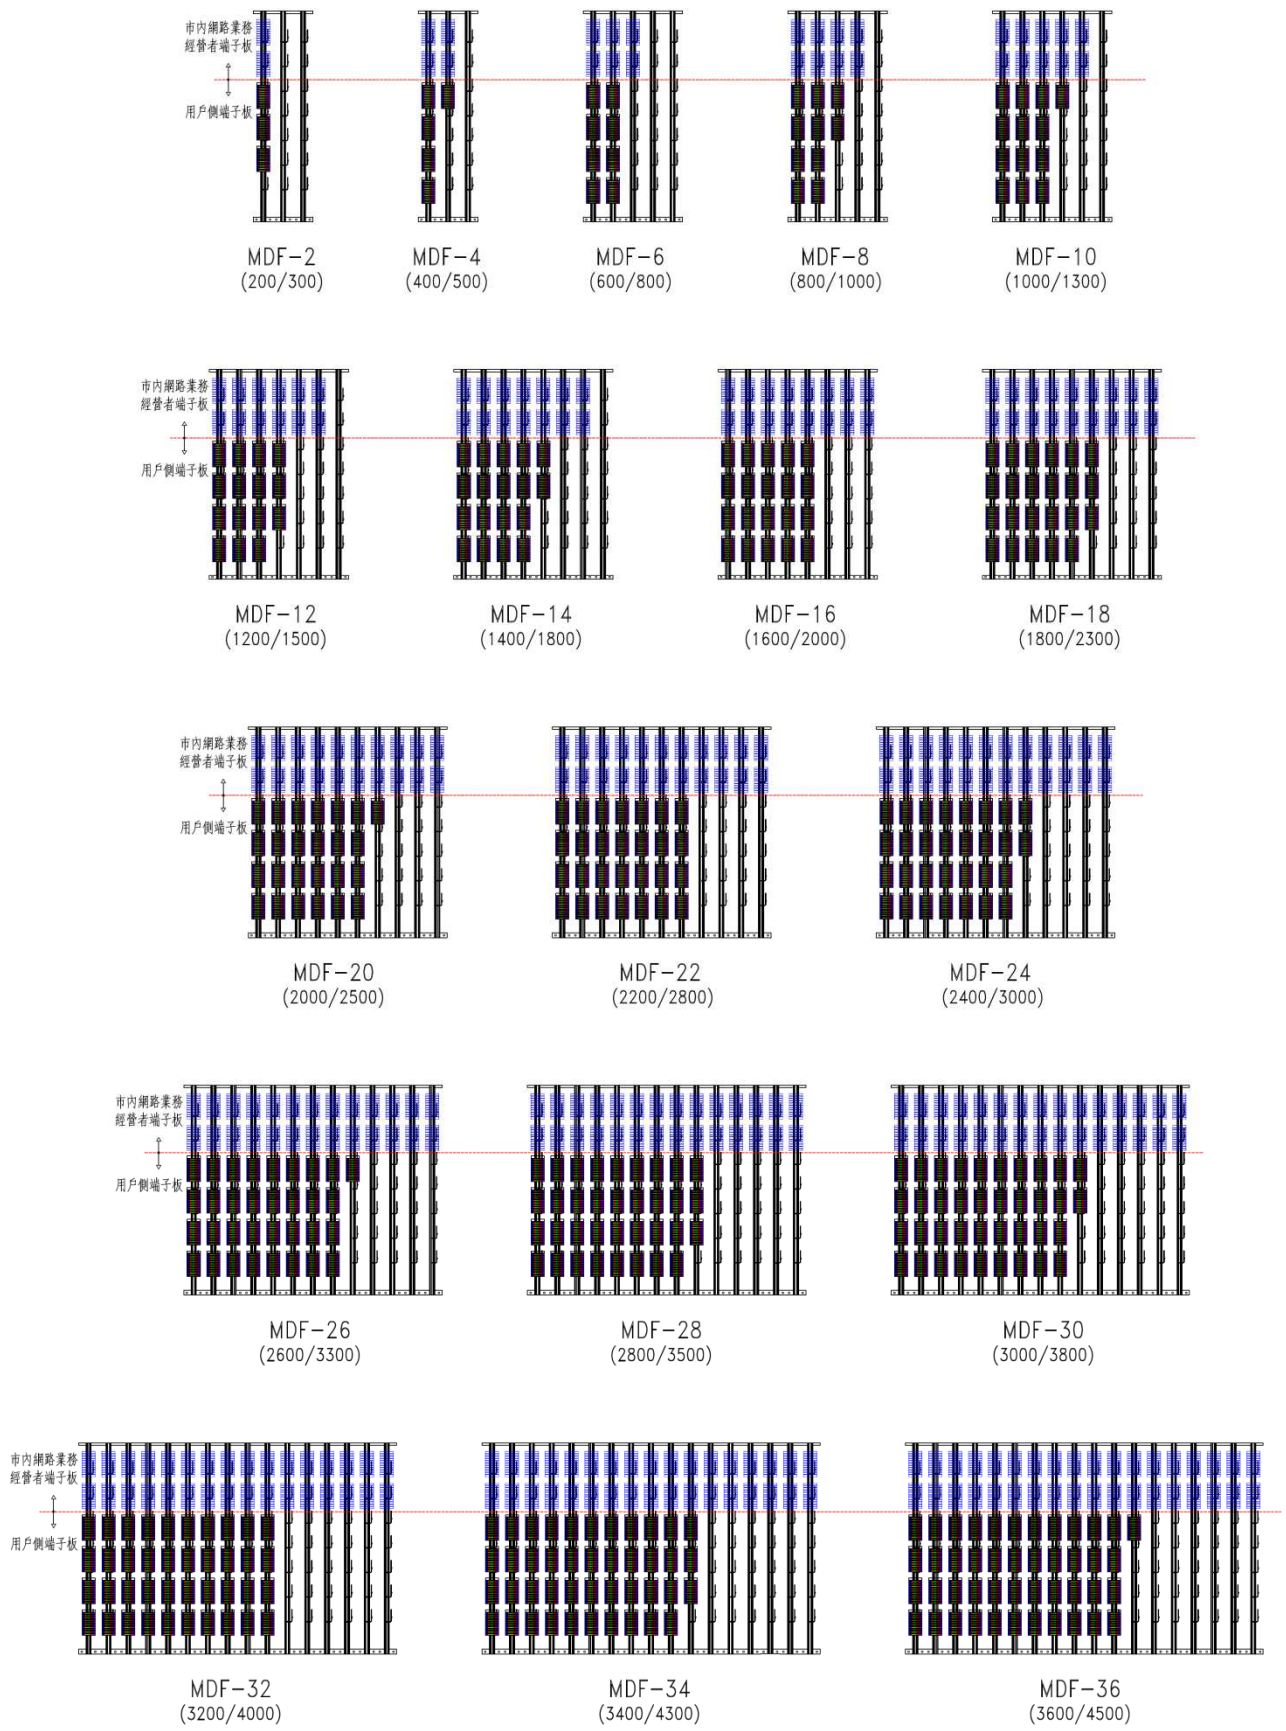 市內網路業務
經營者端子板
用戶側端子板
MDF-2
(200/300)
MDF-4
(400/500)
MDF-6
(600/800)
MDF-8
(800/1000)
MDF-10
(1000/1300)
市內網路業務
經營者端子板
用戶側端子板
MDF-12
(1200/1500)
MDF-14
(1400/1800)
MDF-16
(1600/2000)
MDF-18
(1800/2300)
市內網路業務
經營者端子板
用戶側端子板
MDF-20
(2000/2500)
MDF-22
(2200/2800)
MDF-24
(2400/3000)
市內網路業務
經營者端子板
用戶側端子板
MDF-26
(2600/3300)
MDF-28
(2800/3500)
MDF-30
(3000/3800)
市內網路業務
經營者端子板
用戶側端子板
MDF-32
(3200/4000)
MDF-34
(3400/4300)
MDF-36
(3600/4500)